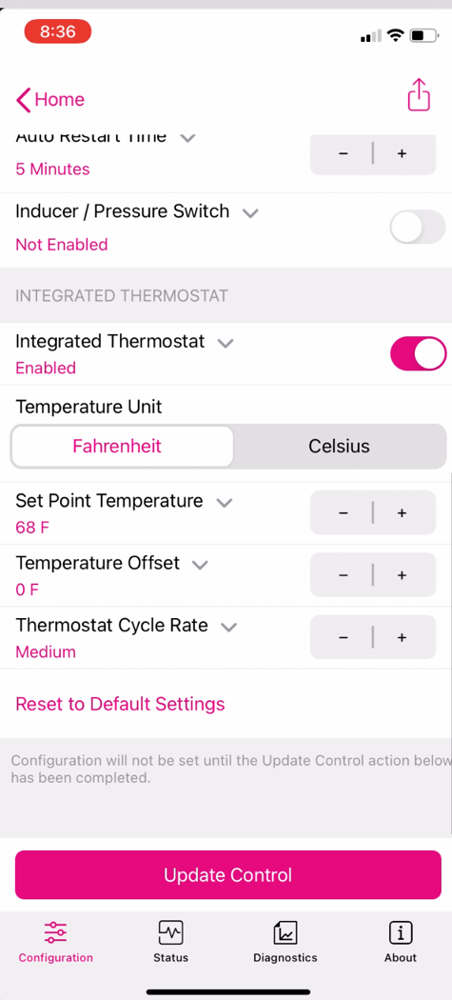 8:36
Home
Auto Restart Time
5 Minutes
- | +
Inducer / Pressure Switch
Not Enabled
INTEGRATED THERMOSTAT
Integrated Thermostat
Enabled
Temperature Unit
Fahrenheit Celsius
Set Point Temperature
68 F
- | +
Temperature Offset
0 F
- | +
Thermostat Cycle Rate
Medium
- | +
Reset to Default Settings
Configuration will not be set until the Update Control action below
has been completed.
Update Control
Configuration Status Diagnostics About